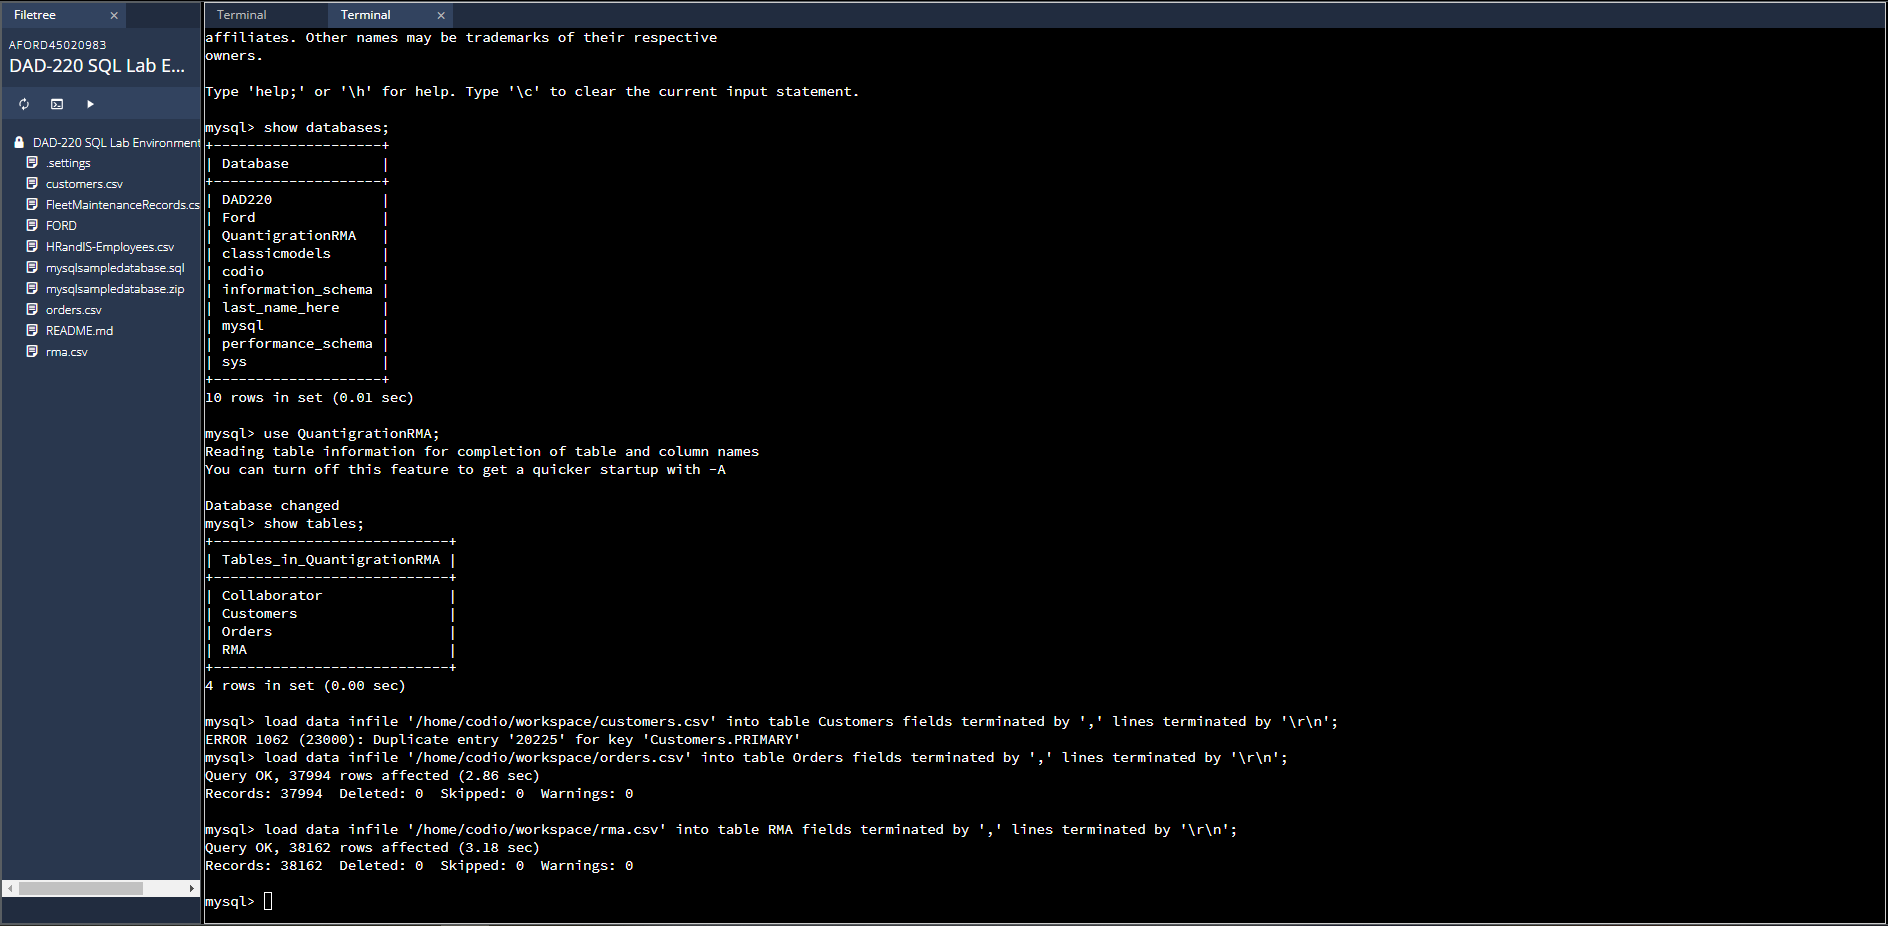 Filetree ×
AFORD45020983
DAD-220 SQL Lab E...
DAD-220 SQL Lab Environment
.settings
customers.csv
FleetMaintenanceRecords.cs
FORD
HRandIS-Employees.csv
mysqlsampledatabase.sql
mysqlsampledatabase.zip
orders.csv
README.md
rma.csv
Terminal Terminal ×
affiliates. Other names may be trademarks of their respective
owners.
Type 'help;' or '\h' for help. Type '\c' to clear the current input statement.
mysql> show databases;
+--------------------+
| Database           |
+--------------------+
| DAD220             |
| Ford               |
| QuantigrationRMA   |
| classicmodels      |
| codio              |
| information_schema |
| last_name_here     |
| mysql              |
| performance_schema |
| sys                |
+--------------------+
10 rows in set (0.01 sec)
mysql> use QuantigrationRMA;
Reading table information for completion of table and column names
You can turn off this feature to get a quicker startup with -A
Database changed
mysql> show tables;
+----------------------------+
| Tables_in_QuantigrationRMA |
+----------------------------+
| Collaborator               |
| Customers                  |
| Orders                     |
| RMA                        |
+----------------------------+
4 rows in set (0.00 sec)
mysql> load data infile '/home/codio/workspace/customers.csv' into table Customers fields terminated by ',' lines terminated by '\r\n';
ERROR 1062 (23000): Duplicate entry '20225' for key 'Customers.PRIMARY'
mysql> load data infile '/home/codio/workspace/orders.csv' into table Orders fields terminated by ',' lines terminated by '\r\n';
Query OK, 37994 rows affected (2.86 sec)
Records: 37994  Deleted: 0  Skipped: 0  Warnings: 0
mysql> load data infile '/home/codio/workspace/rma.csv' into table RMA fields terminated by ',' lines terminated by '\r\n';
Query OK, 38162 rows affected (3.18 sec)
Records: 38162  Deleted: 0  Skipped: 0  Warnings: 0
mysql>